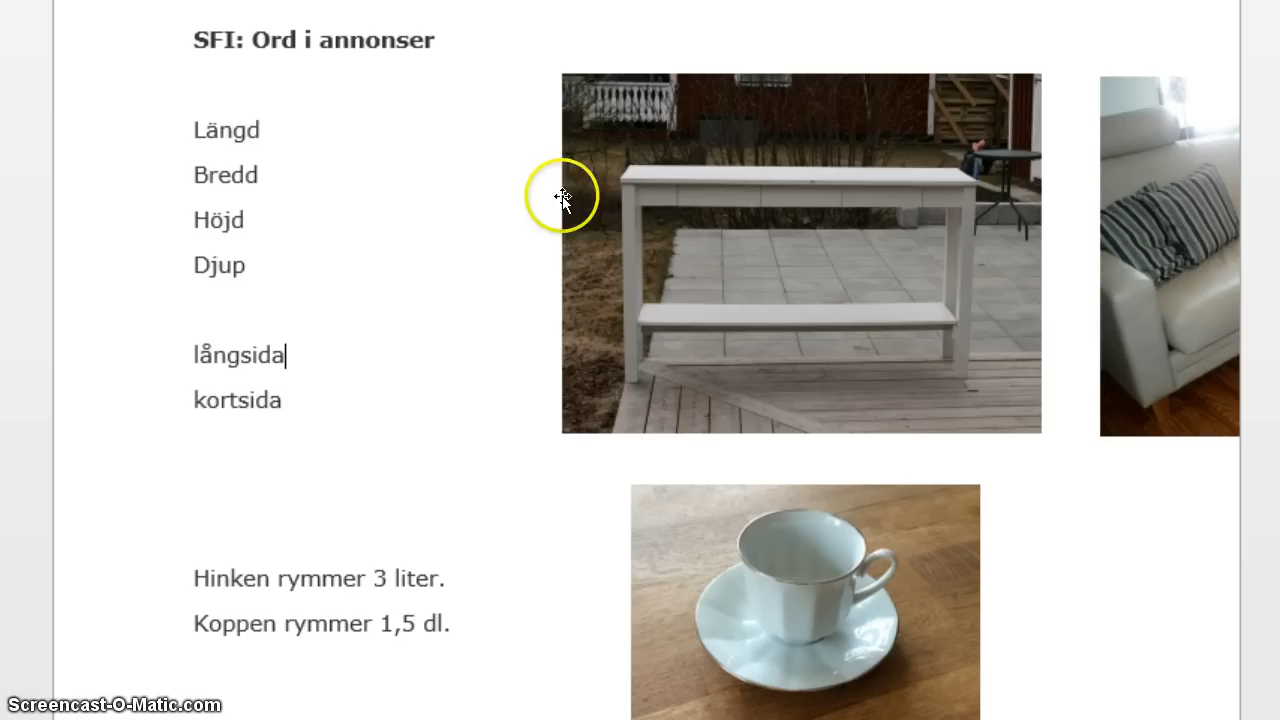 SFI: Ord i annonser
Längd
Bredd
Höjd
Djup
långsida
kortsida
Hinken rymmer 3 liter.
Koppen rymmer 1,5 dl.
Screencast-O-Matic.com